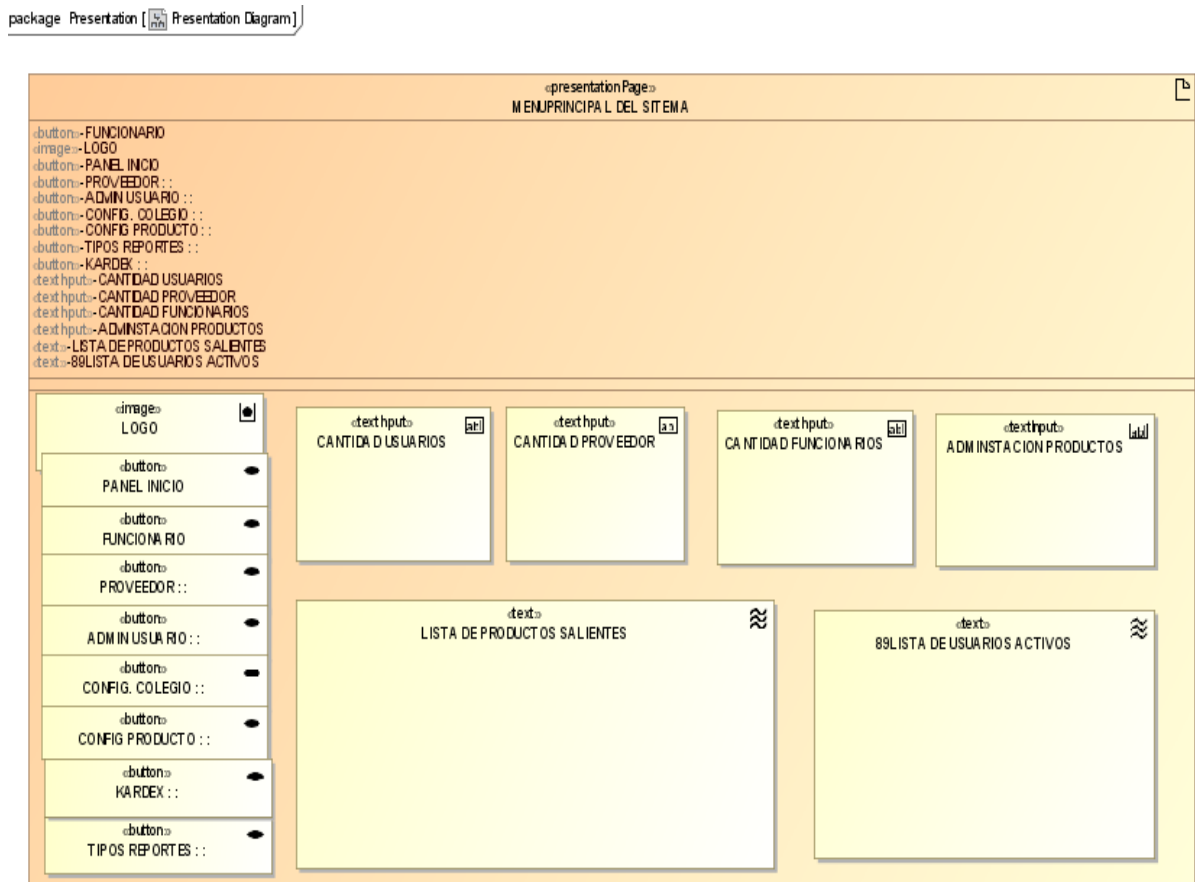 package Presentation [ Presentation Diagram ]
«presentationPage»
MENUPRINCIPAL DEL SITEMA
«button»-FUNCIONARIO
«image»-LOGO
«button»-PANEL INICIO
«button»-PROVEEDOR : :
«button»-ADMIN USUARIO : :
«button»-CONFIG. COLEGIO : :
«button»-CONFIG PRODUCTO : :
«button»-TIPOS REPORTES : :
«button»-KARDEX : :
«textInput»-CANTIDAD USUARIOS
«textInput»-CANTIDAD PROVEEDOR
«textInput»-CANTIDAD FUNCIONARIOS
«textInput»-ADMINSTACION PRODUCTOS
«text»-LISTA DE PRODUCTOS SALIENTES
«text»-89LISTA DE USUARIOS ACTIVOS
«image»
LOGO
«button»
PANEL INICIO
«button»
FUNCIONARIO
«button»
PROVEEDOR : :
«button»
ADMIN USUARIO : :
«button»
CONFIG. COLEGIO : :
«button»
CONFIG PRODUCTO : :
«button»
KARDEX : :
«button»
TIPOS REPORTES : :
«textInput»
CANTIDAD USUARIOS
«textInput»
CANTIDAD PROVEEDOR
«textInput»
CANTIDAD FUNCIONARIOS
«textInput»
ADMINSTACION PRODUCTOS
«text»
LISTA DE PRODUCTOS SALIENTES
«text»
89LISTA DE USUARIOS ACTIVOS